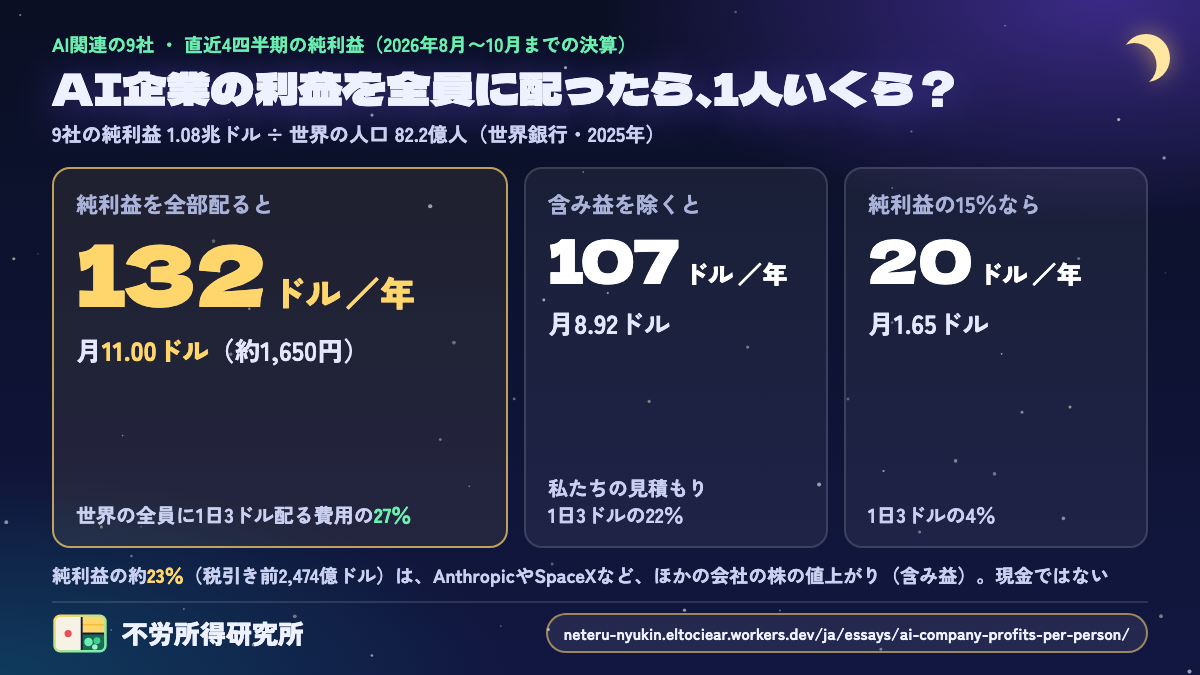 AI関連の9社 ・ 直近4四半期の純利益（2026年8月〜10月までの決算）
AI企業の利益を全員に配ったら、1人いくら？
9社の純利益 1.08兆ドル ÷ 世界の人口 82.2億人（世界銀行・2025年）
純利益を全部配ると
132 ドル／年
月11.00ドル（約1,650円）
世界の全員に1日3ドル配る費用の27%
含み益を除くと
107 ドル／年
月8.92ドル
私たちの見積もり
1日3ドルの22%
純利益の15%なら
20 ドル／年
月1.65ドル
1日3ドルの4%
純利益の約23%（税引き前2,474億ドル）は、AnthropicやSpaceXなど、ほかの会社の株の値上がり（含み益）。現金ではない
不労所得研究所
neteru-nyukin.eltociear.workers.dev/ja/essays/ai-company-profits-per-person/